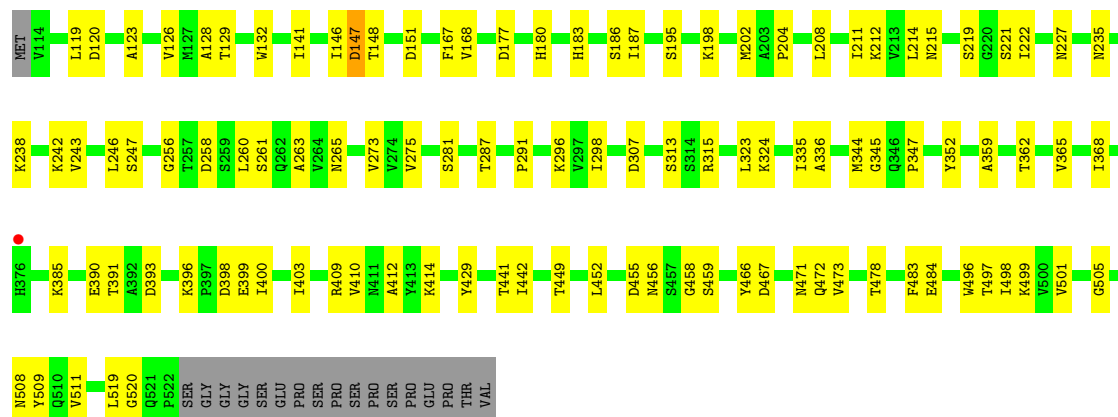 MET V114 L119 D120 A123 V126 M127 A128 T129 W132 I141 I146 D147 T148 D151 F167 V168 D177 H180 H183 S186 I187 S195 K198 M202 A203 P204 L208 I211 K212 V213 L214 N215 S219 G220 S221 I222 N227 N235
K238 K242 V243 L246 S247 G256 T257 D258 S259 L260 S261 Q262 A263 V264 N265 V273 V274 V275 S281 T287 P291 K296 V297 I298 D307 S313 S314 R315 L323 K324 I335 A336 M344 G345 Q346 P347 Y352 A359 T362 V365 I368
H376 K385 E390 T391 A392 D393 K396 P397 D398 E399 I400 I403 R409 V410 N411 A412 Y413 K414 Y429 T441 I442 T449 L452 D455 N456 S457 G458 S459 Y466 D467 N471 Q472 V473 T478 F483 E484 W496 T497 I498 K499 V500 V501 G505
N508 Y509 Q510 V511 L519 G520 Q521 P522 SER GLY GLY GLY SER GLU PRO SER PRO SER PRO SER PRO GLU PRO THR VAL